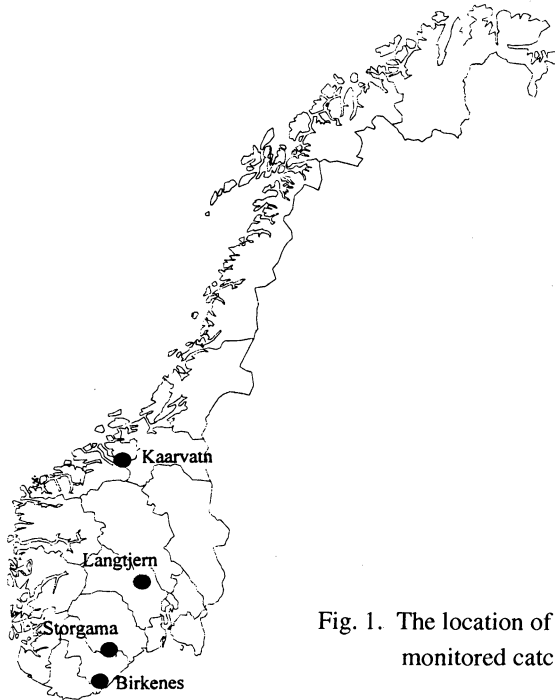 Kaarvatn
Langtjern
Storgama
Birkenes
Fig. 1. The location of
monitored catc